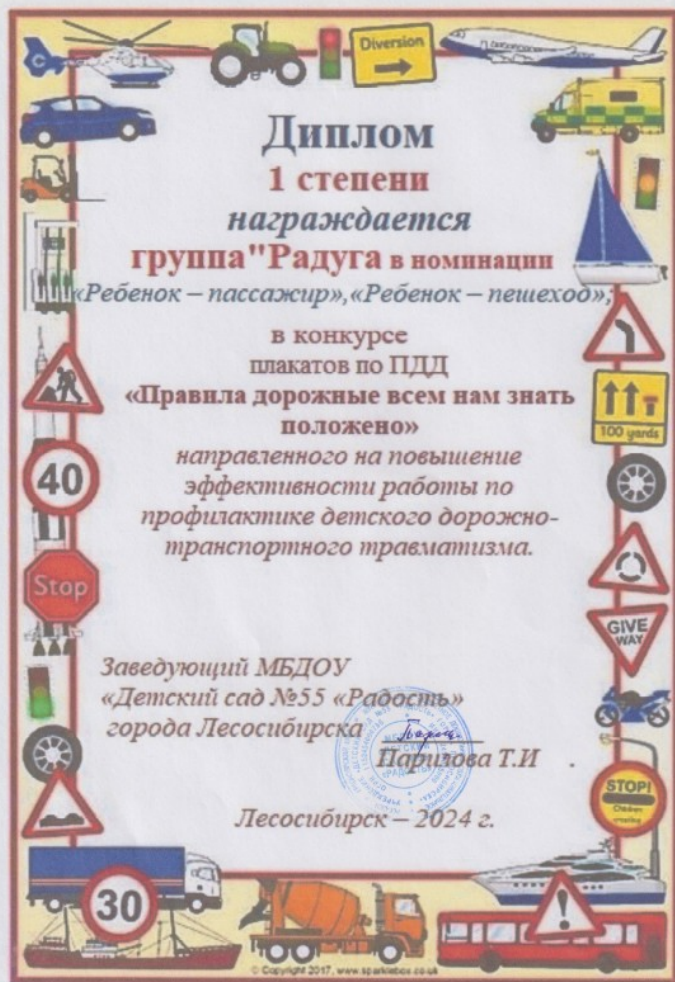 Diversion
Диплом
1 степени
награждается
группа"Радуга в номинации
«Ребенок – пассажир»,«Ребенок – пешеход»;
в конкурсе
плакатов по ПДД
«Правила дорожные всем нам знать
положено»
направленного на повышение
эффективности работы по
профилактике детского дорожно-
транспортного травматизма.
100 yards
40
Stop
GIVE
WAY
Заведующий МБДОУ
«Детский сад №55 «Радость»
города Лесосибирска
Парилова Т.И .
STOP!
Children
crossing
Лесосибирск – 2024 г.
30
© Copyright 2017, www.sparklebox.co.uk